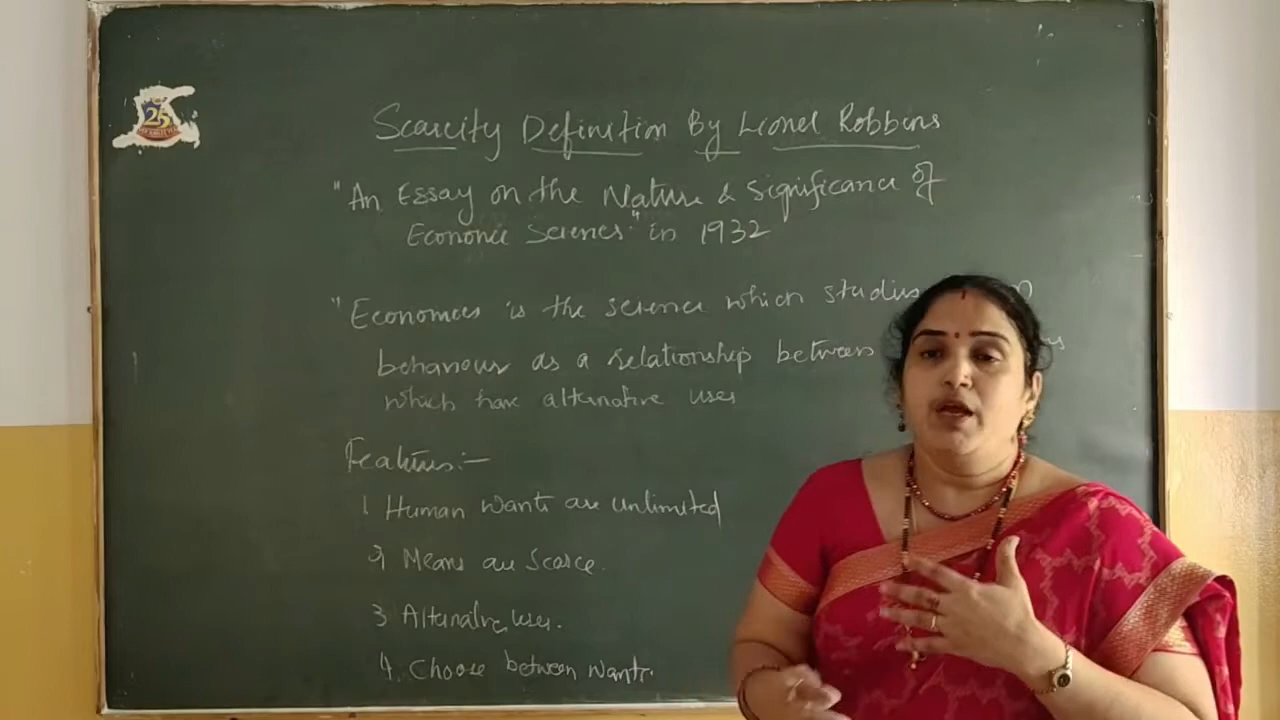 25
Scarcity Definition By Lionel Robbins
"An Essay on the Nature & Significance of
Economic Science" in 1932
"Economics is the science which studies
behaviour as a relationship between
which have alternative uses
Features:-
1 Human wants are unlimited
2 Means are Scarce.
3 Alternative uses.
4. Choose between wants.